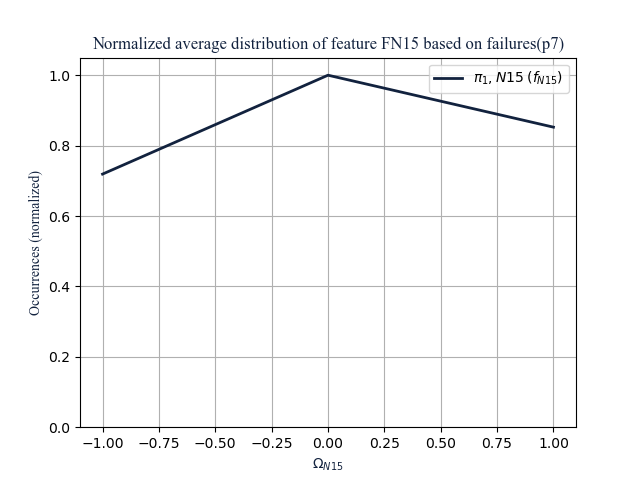 Normalized average distribution of feature FN15 based on failures(p7)
1.0
0.8
0.6
0.4
0.2
0.0
Occurrences (normalized)
π₁, N15 (f_N15)
−1.00 −0.75 −0.50 −0.25 0.00 0.25 0.50 0.75 1.00
Ω_N15